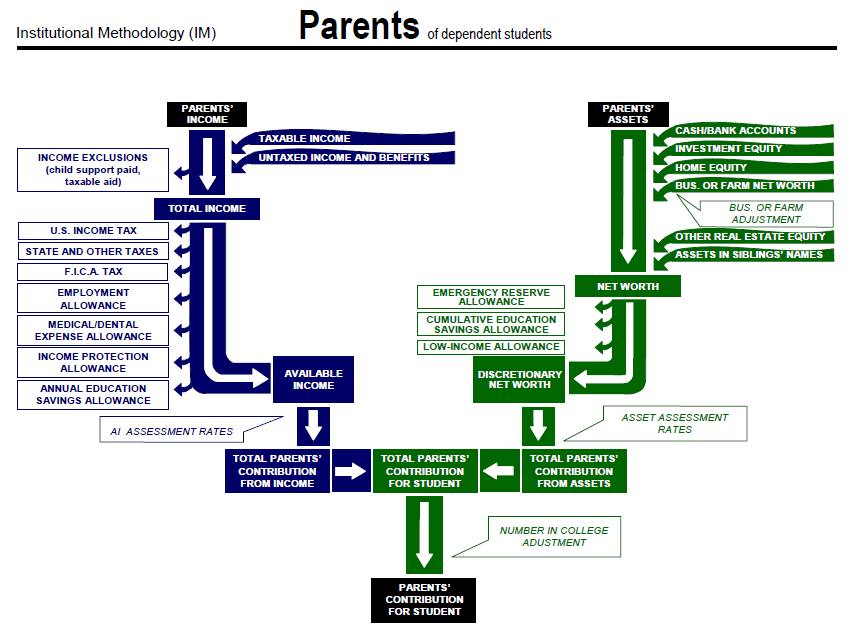 Institutional Methodology (IM)
Parents of dependent students
PARENTS'
INCOME
TAXABLE INCOME
UNTAXED INCOME AND BENEFITS
INCOME EXCLUSIONS
(child support paid,
taxable aid)
TOTAL INCOME
U.S. INCOME TAX
STATE AND OTHER TAXES
F.I.C.A. TAX
EMPLOYMENT
ALLOWANCE
MEDICAL/DENTAL
EXPENSE ALLOWANCE
INCOME PROTECTION
ALLOWANCE
ANNUAL EDUCATION
SAVINGS ALLOWANCE
AVAILABLE
INCOME
AI ASSESSMENT RATES
PARENTS'
ASSETS
CASH/BANK ACCOUNTS
INVESTMENT EQUITY
HOME EQUITY
BUS. OR FARM NET WORTH
BUS. OR FARM
ADJUSTMENT
OTHER REAL ESTATE EQUITY
ASSETS IN SIBLINGS' NAMES
NET WORTH
EMERGENCY RESERVE
ALLOWANCE
CUMULATIVE EDUCATION
SAVINGS ALLOWANCE
LOW-INCOME ALLOWANCE
DISCRETIONARY
NET WORTH
ASSET ASSESSMENT
RATES
TOTAL PARENTS'
CONTRIBUTION
FROM INCOME
TOTAL PARENTS'
CONTRIBUTION
FOR STUDENT
TOTAL PARENTS'
CONTRIBUTION
FROM ASSETS
NUMBER IN COLLEGE
ADUSTMENT
PARENTS'
CONTRIBUTION
FOR STUDENT